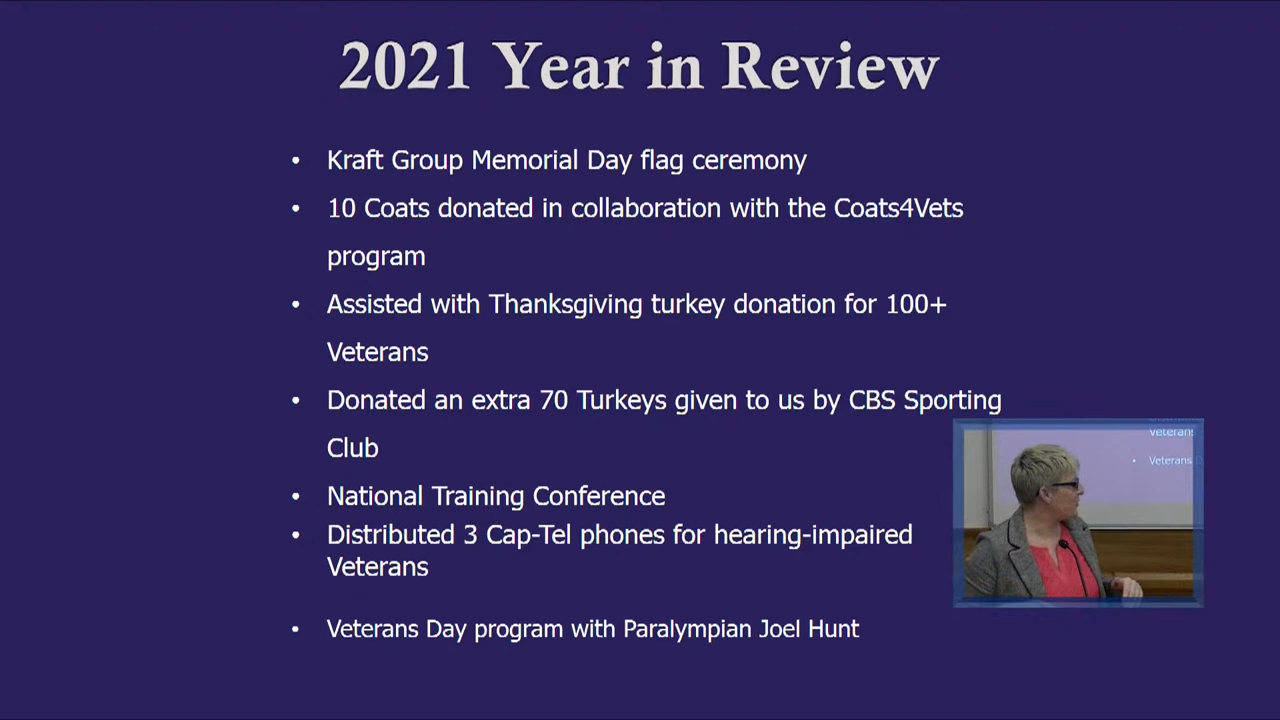 2021 Year in Review
• Kraft Group Memorial Day flag ceremony
• 10 Coats donated in collaboration with the Coats4Vets
program
• Assisted with Thanksgiving turkey donation for 100+
Veterans
• Donated an extra 70 Turkeys given to us by CBS Sporting
Club
• National Training Conference
• Distributed 3 Cap-Tel phones for hearing-impaired
Veterans
• Veterans Day program with Paralympian Joel Hunt
Veterans
• Veterans